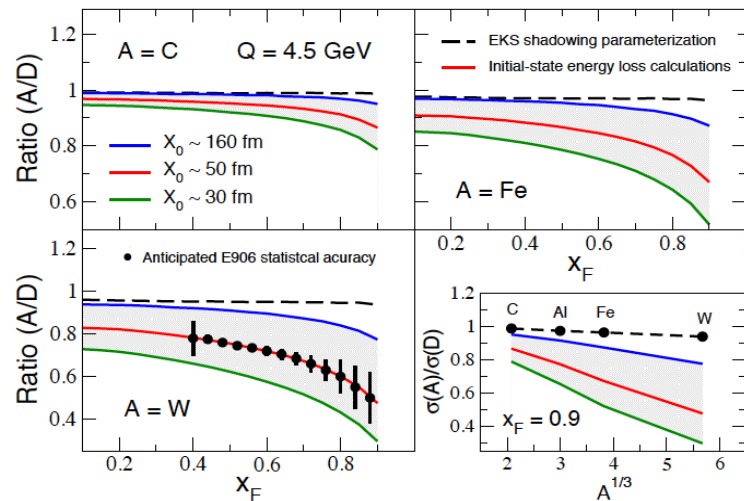 A = C
Q = 4.5 GeV
Ratio (A/D)
1.2
1
0.8
0.6
X0 ~ 160 fm
X0 ~ 50 fm
X0 ~ 30 fm
EKS shadowing parameterization
Initial-state energy loss calculations
A = Fe
0.2 0.4 0.6 0.8
xF
Anticipated E906 statistcal acuracy
Ratio (A/D)
1.2
1
0.8
0.6
0.4
A = W
0.2 0.4 0.6 0.8
xF
σ(A)/σ(D)
1.2
1
0.8
0.6
0.4
C Al Fe W
xF = 0.9
2 3 4 5 6
A^1/3